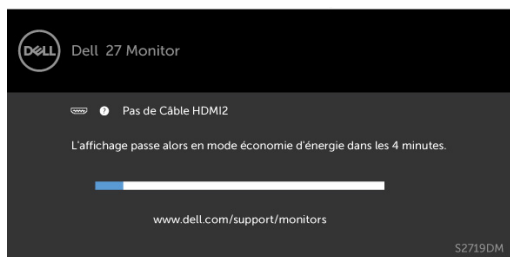 DELL
Dell 27 Monitor
? Pas de Câble HDMI2
L'affichage passe alors en mode économie d'énergie dans les 4 minutes.
www.dell.com/support/monitors
S2719DM